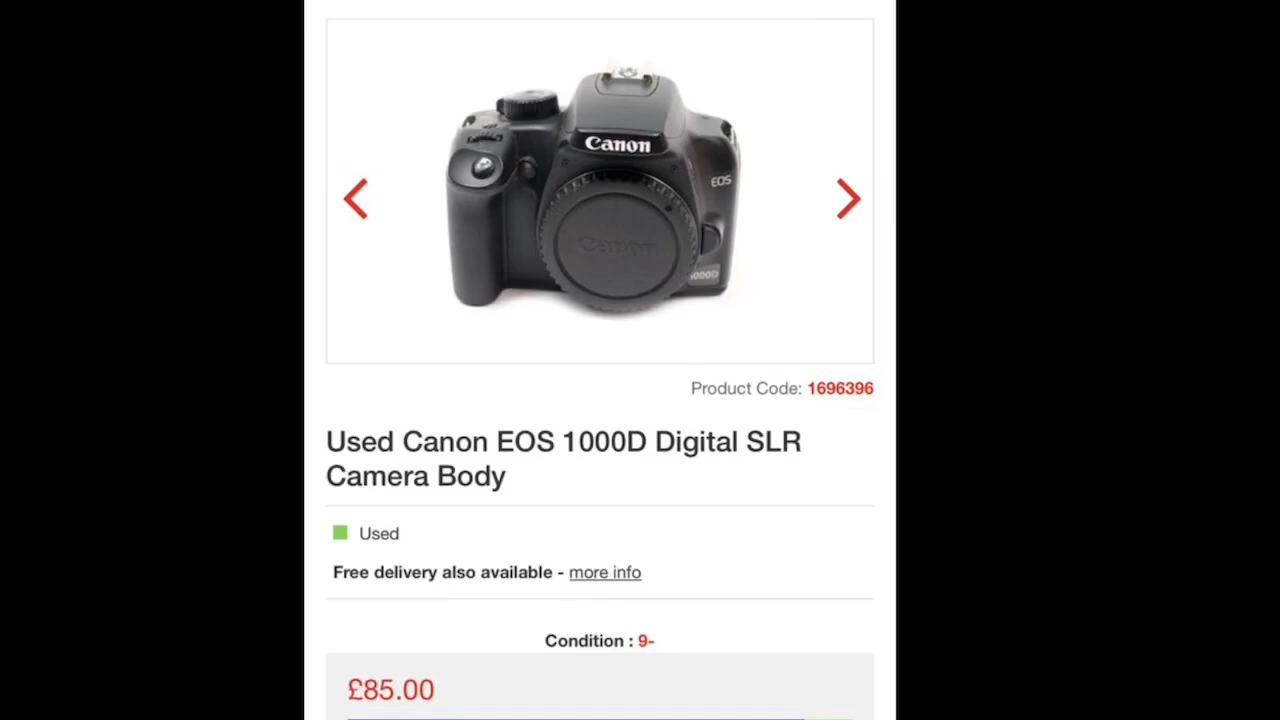 Canon
EOS
Canon
1000D
Product Code: 1696396
Used Canon EOS 1000D Digital SLR
Camera Body
Used
Free delivery also available - more info
Condition : 9-
£85.00